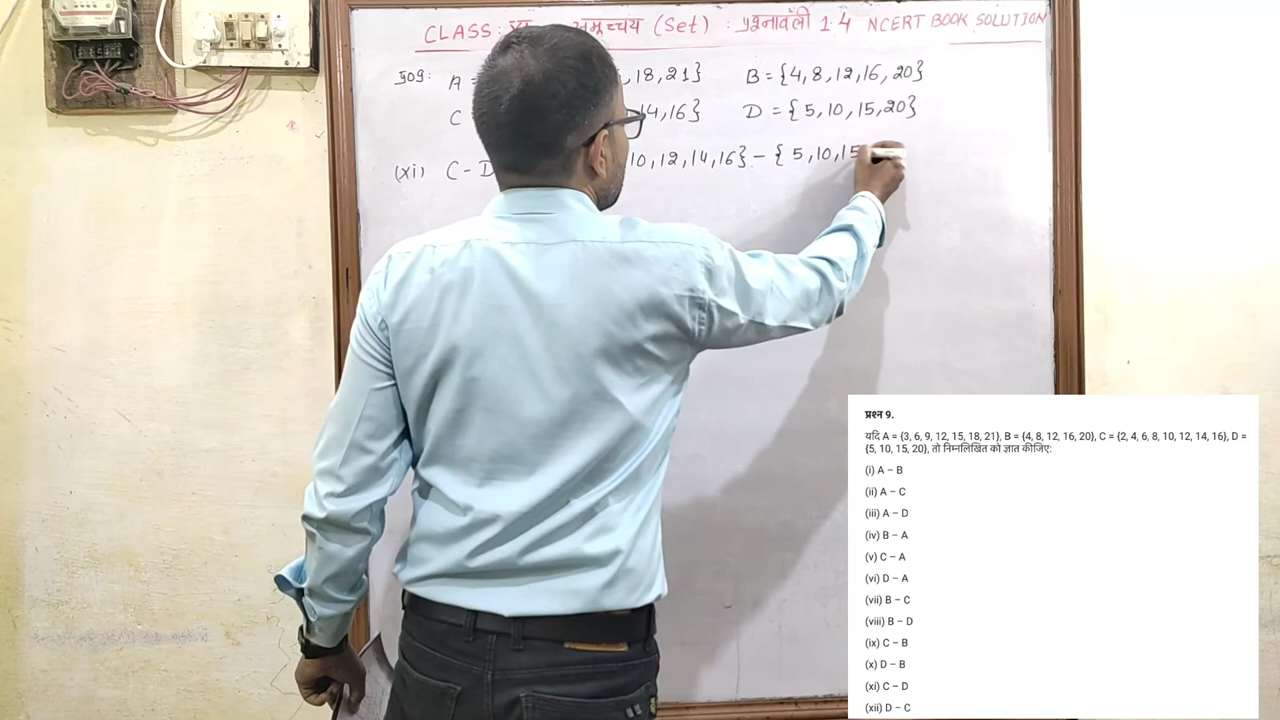 CLASS: समुच्चय (Set) : प्रश्नावली 1.4 NCERT BOOK SOLUTION
प्र09: A = , 18, 21} B = {4, 8, 12, 16, 20}
C 14, 16} D = { 5, 10, 15, 20}
(xi) C - D 10, 12, 14, 16} - { 5, 10, 15
प्रश्न 9.
यदि A = {3, 6, 9, 12, 15, 18, 21}, B = {4, 8, 12, 16, 20}, C = {2, 4, 6, 8, 10, 12, 14, 16}, D =
{5, 10, 15, 20}, तो निम्नलिखित को ज्ञात कीजिए:
(i) A – B
(ii) A – C
(iii) A – D
(iv) B – A
(v) C – A
(vi) D – A
(vii) B – C
(viii) B – D
(ix) C – B
(x) D – B
(xi) C – D
(xii) D – C